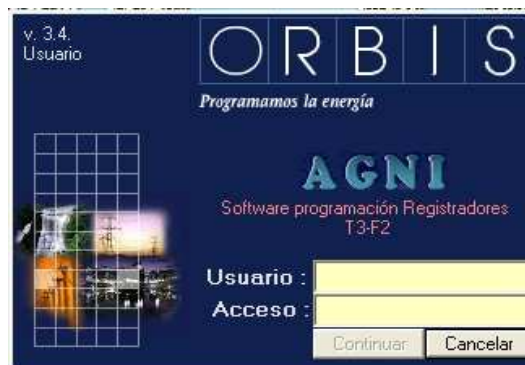 v. 3.4.
Usuario
ORBIS
Programamos la energía
AGNI
Software programación Registradores
T3-F2
Usuario :
Acceso :
Continuar
Cancelar